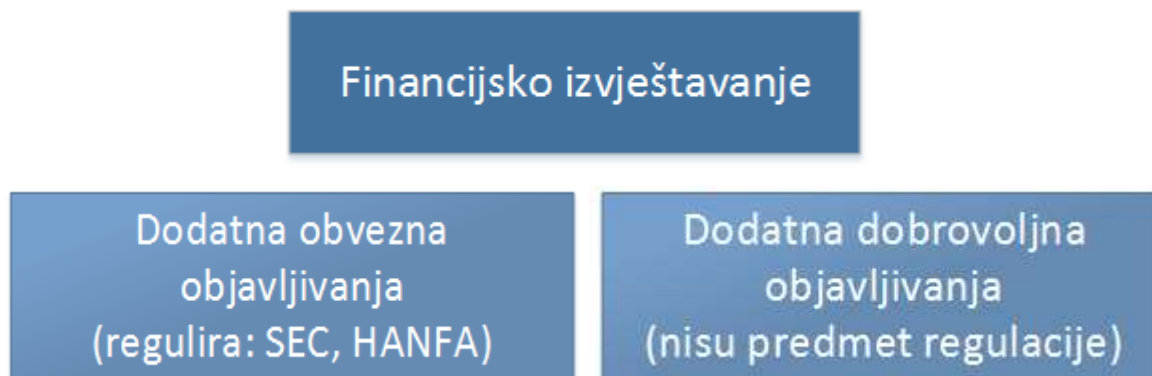 Financijsko izvještavanje
Dodatna obvezna
objavljivanja
(regulira: SEC, HANFA)
Dodatna dobrovoljna
objavljivanja
(nisu predmet regulacije)